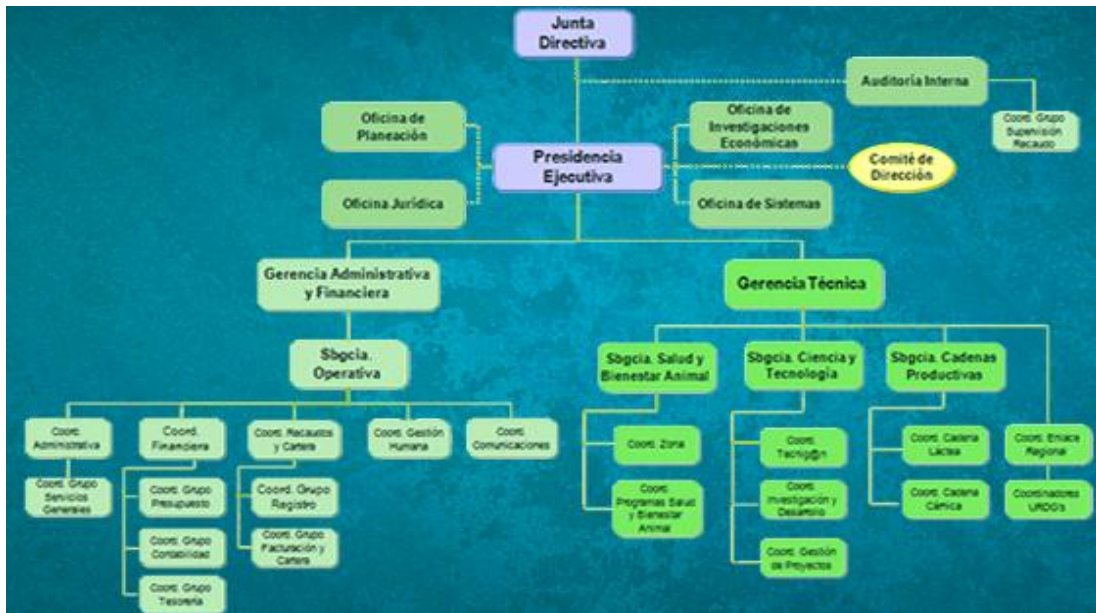 Junta
Directiva
Auditoría Interna
Coord. Grupo
Supervisión
Recaudo
Oficina de
Planeación
Oficina de
Investigaciones
Económicas
Presidencia
Ejecutiva
Comité de
Dirección
Oficina Jurídica
Oficina de Sistemas
Gerencia Administrativa
y Financiera
Gerencia Técnica
Sbgcia.
Operativa
Sbgcia. Salud y
Bienestar Animal
Sbgcia. Ciencia y
Tecnología
Sbgcia. Cadenas
Productivas
Coord.
Administrativa
Coord.
Financiera
Coord. Recaudos
y Cartera
Coord. Gestión
Humana
Coord.
Comunicaciones
Coord. Grupo
Servicios
Generales
Coord. Grupo
Presupuesto
Coord. Grupo
Contabilidad
Coord. Grupo
Tesorería
Coord. Grupo
Registro
Coord. Grupo
Facturación y
Cartera
Coord. Zona
Coord.
Programas Salud
y Bienestar
Animal
Coord.
Tecnig@n
Coord.
Investigación y
Desarrollo
Coord. Gestión
de Proyectos
Coord. Cadena
Láctea
Coord. Cadena
Cárnica
Coord. Enlace
Regional
Coordinadores
URDG's